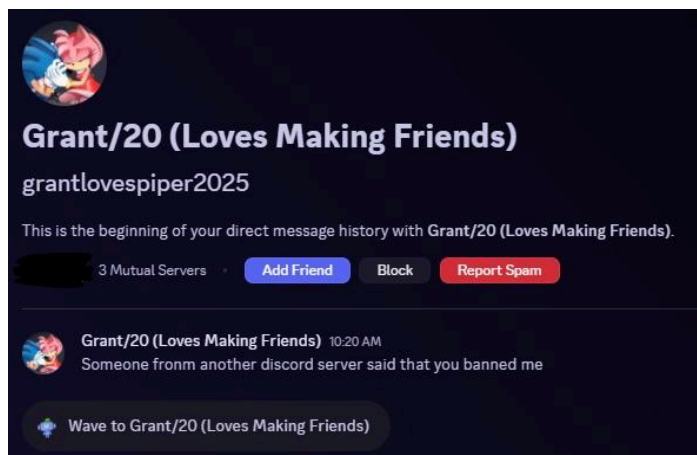 Grant/20 (Loves Making Friends)
grantlovespiper2025
This is the beginning of your direct message history with Grant/20 (Loves Making Friends).
3 Mutual Servers • Add Friend Block Report Spam
Grant/20 (Loves Making Friends) 10:20 AM
Someone fronm another discord server said that you banned me
Wave to Grant/20 (Loves Making Friends)